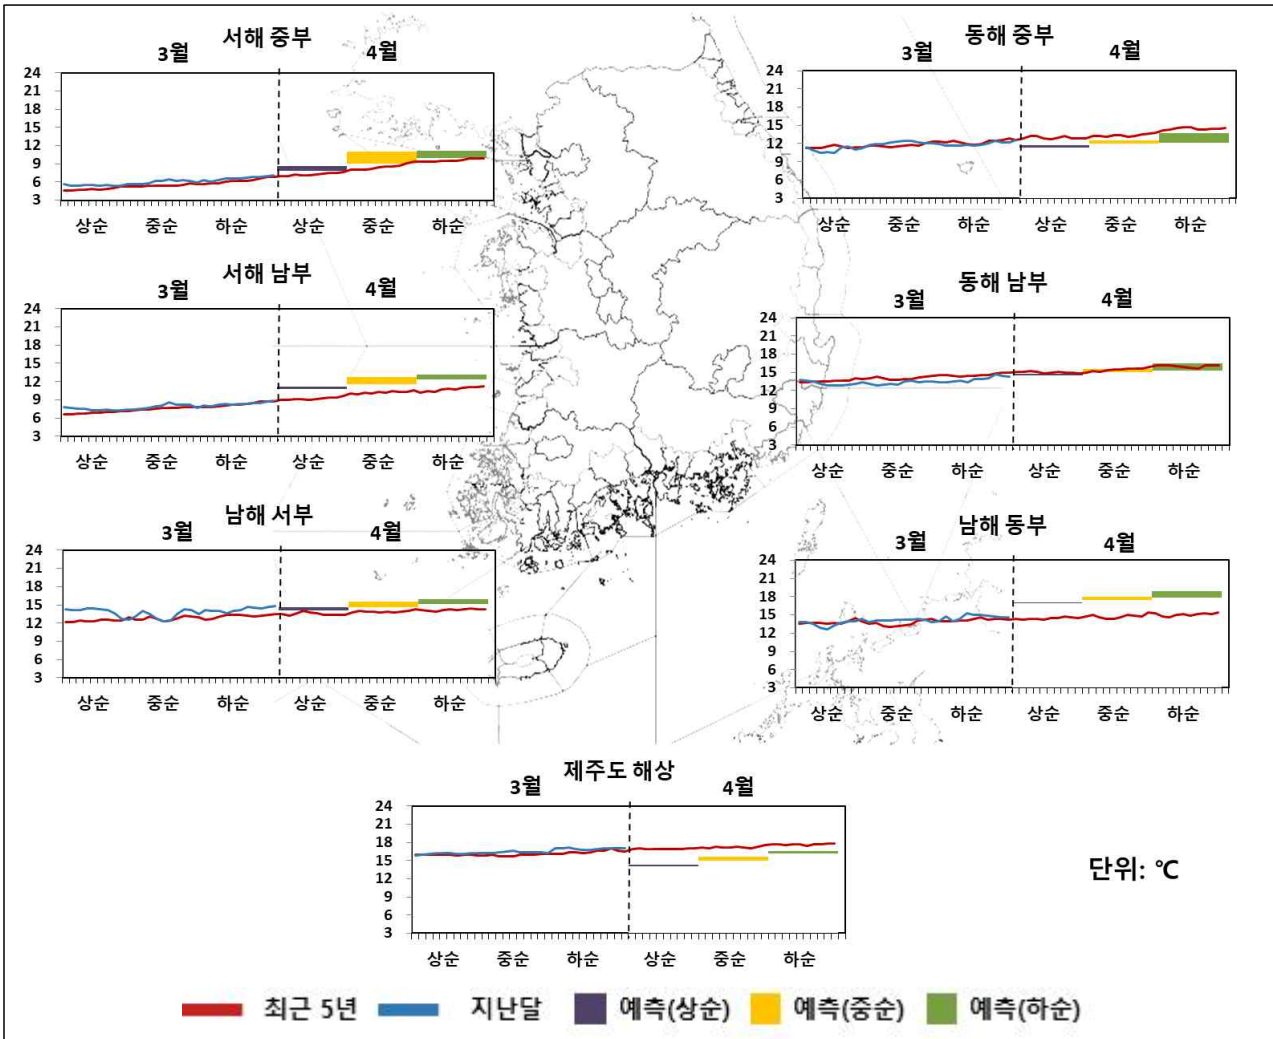 서해 중부
3월 4월
24
21
18
15
12
9
6
3
상순 중순 하순 상순 중순 하순
동해 중부
3월 4월
24
21
18
15
12
9
6
3
상순 중순 하순 상순 중순 하순
서해 남부
3월 4월
24
21
18
15
12
9
6
3
상순 중순 하순 상순 중순 하순
동해 남부
3월 4월
24
21
18
15
12
9
6
3
상순 중순 하순 상순 중순 하순
남해 서부
3월 4월
24
21
18
15
12
9
6
3
상순 중순 하순 상순 중순 하순
남해 동부
3월 4월
24
21
18
15
12
9
6
3
상순 중순 하순 상순 중순 하순
제주도 해상
3월 4월
24
21
18
15
12
9
6
3
상순 중순 하순 상순 중순 하순
단위: ℃
최근 5년 지난달 예측(상순) 예측(중순) 예측(하순)